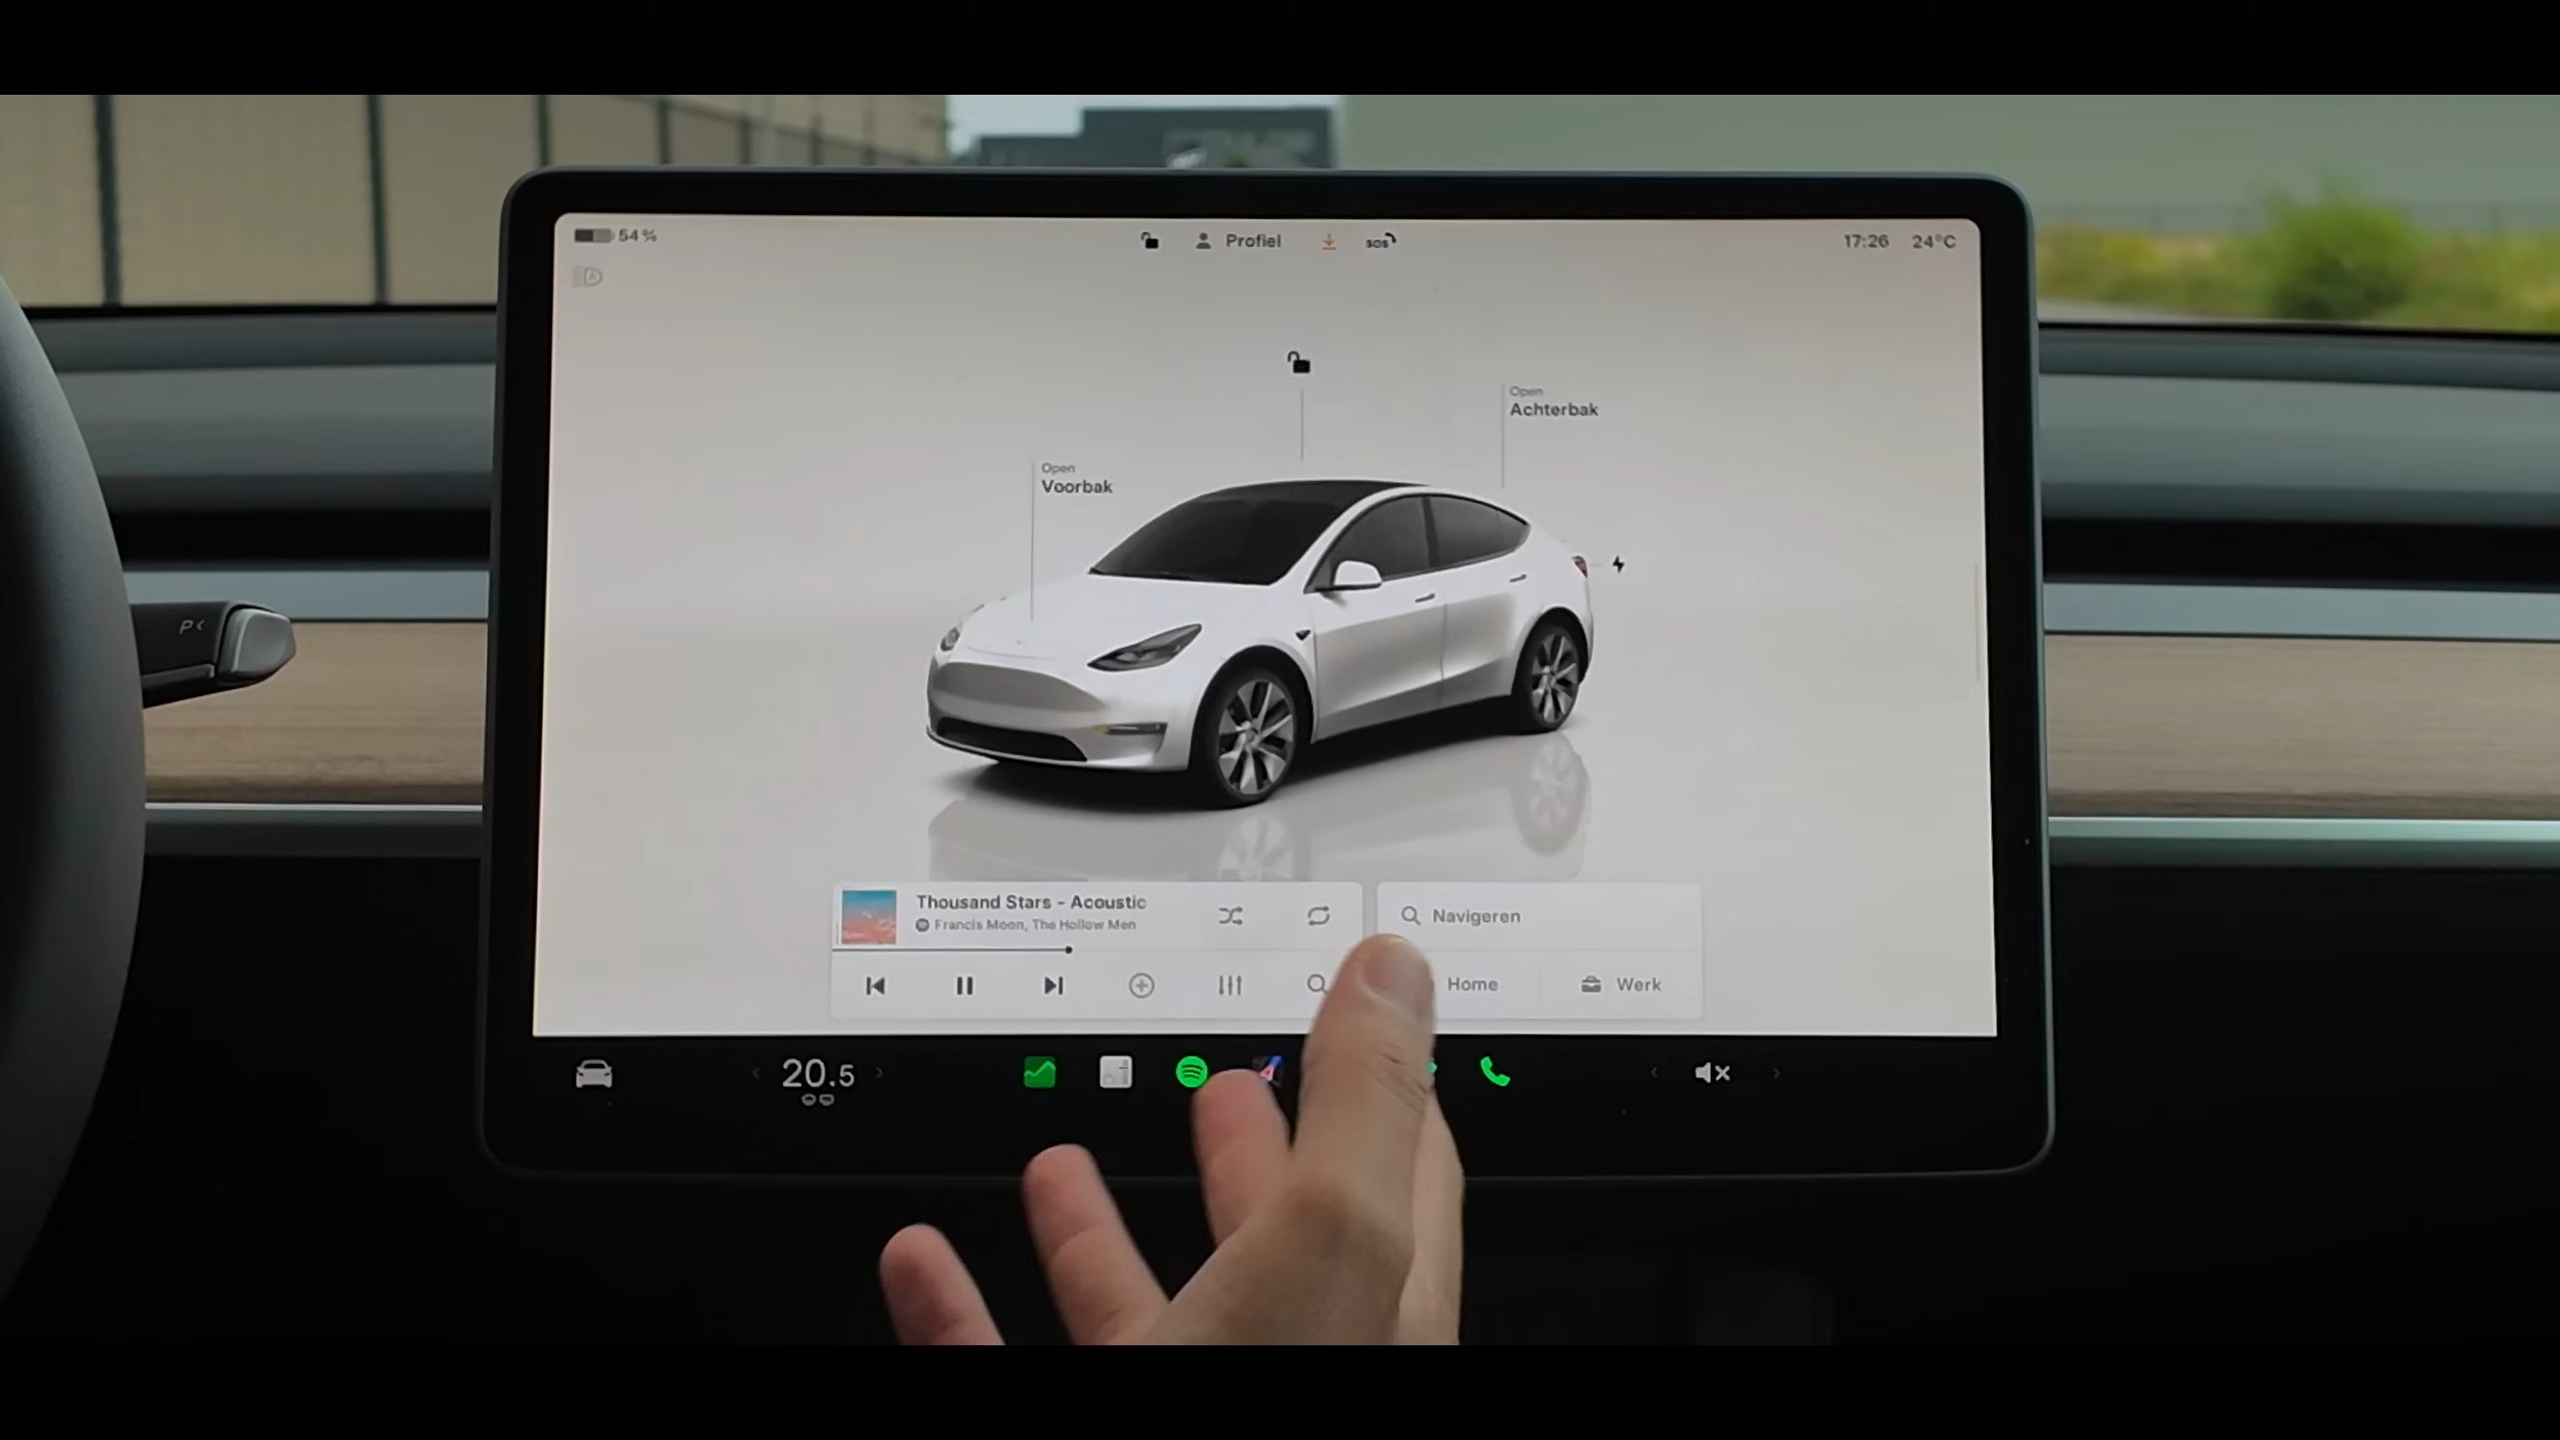 54 %
Profiel
SOS
17:26
24°C
Open
Achterbak
Open
Voorbak
Thousand Stars - Acoustic
Francis Moon, The Hollow Men
Navigeren
Home
Werk
20.5
P